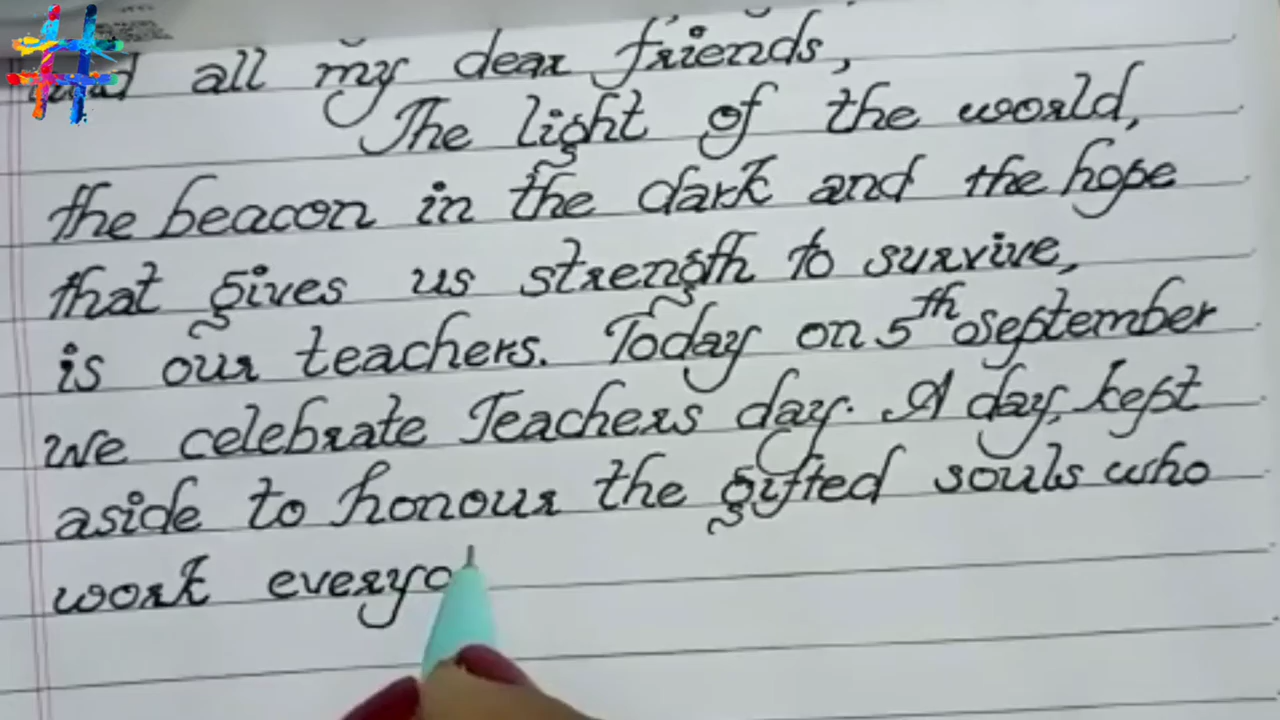 and all my dear friends,
The light of the world,
the beacon in the dark and the hope
that gives us strength to survive,
is our teachers. Today on 5th september
we celebrate Teachers day. A day, kept
aside to honour the gifted souls who
work everyo